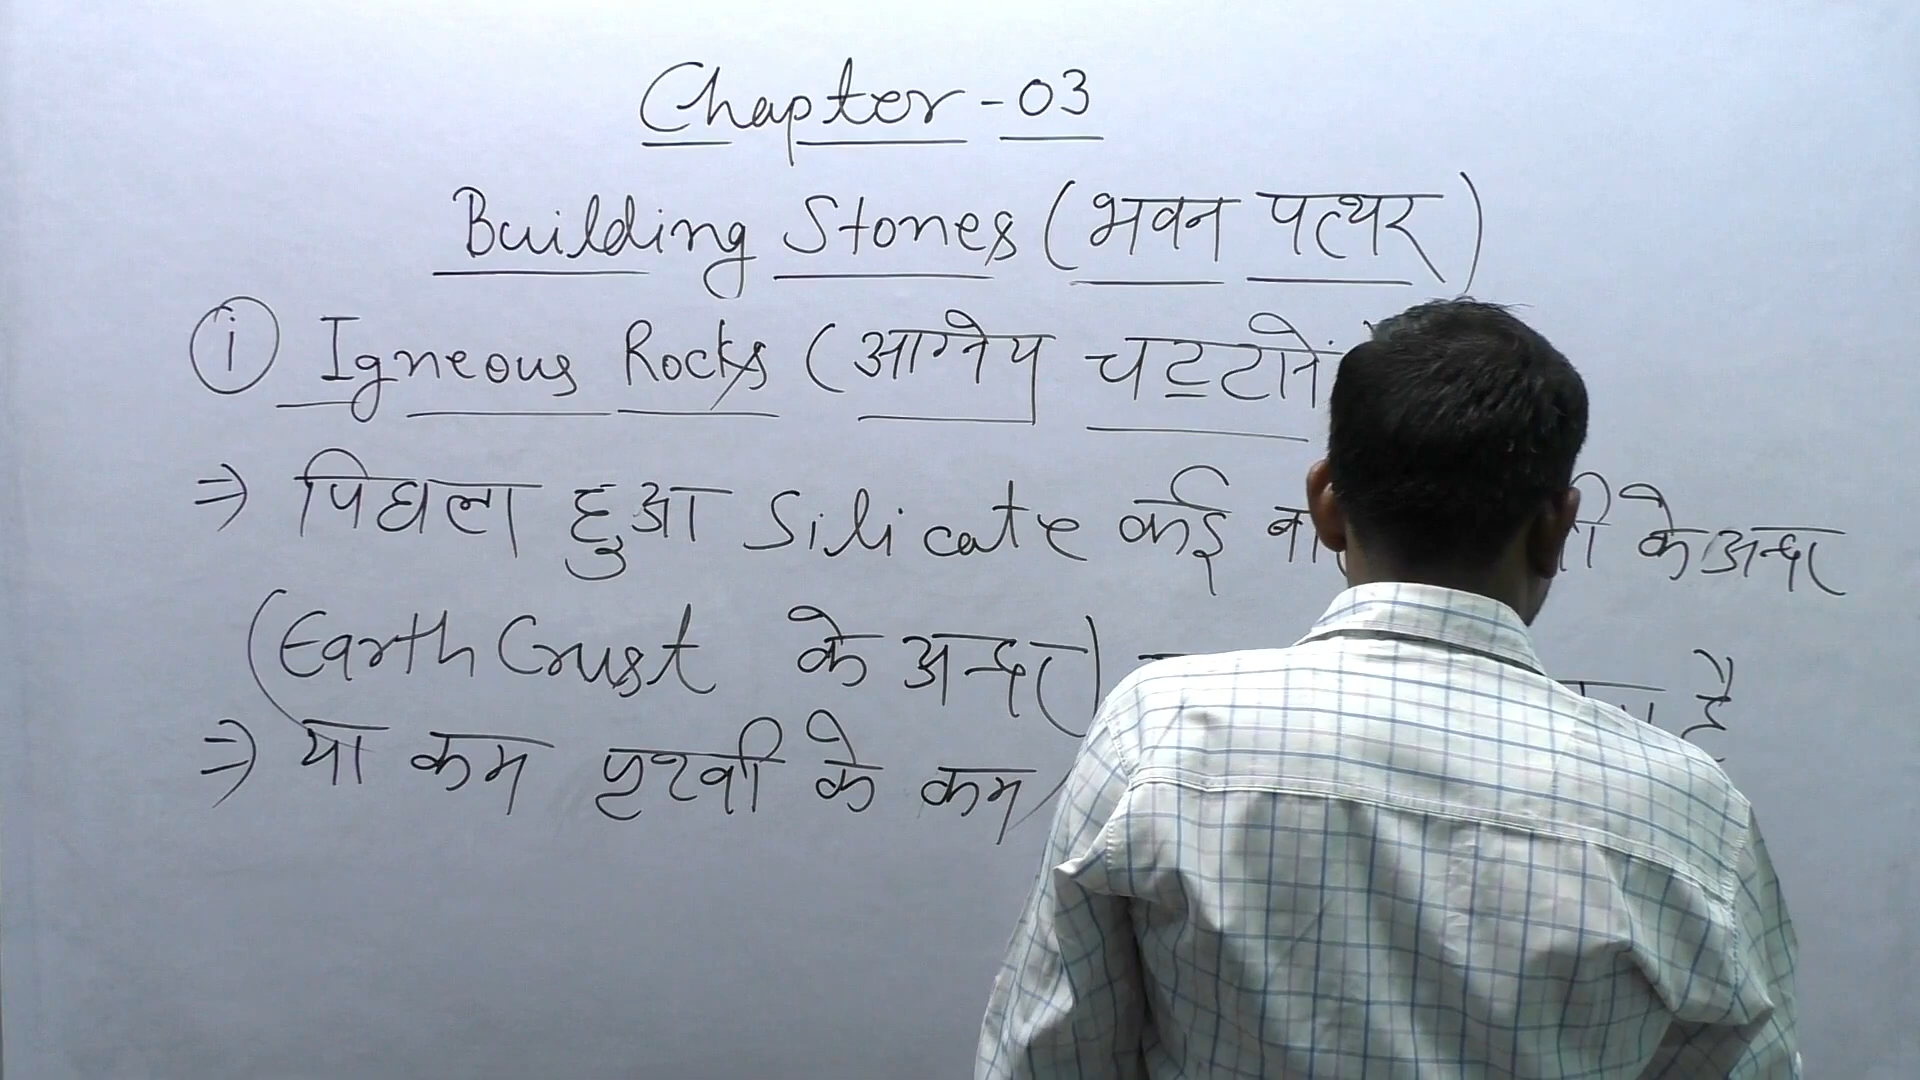 Chapter-03
Building Stones (भवन पत्थर)
(i) Igneous Rocks (आग्नेय चट्टानें
⇒ पिघला हुआ Silicate कई के अन्दर
(Earth Crust के अन्दर) है
⇒ या कम पृथ्वी के कम